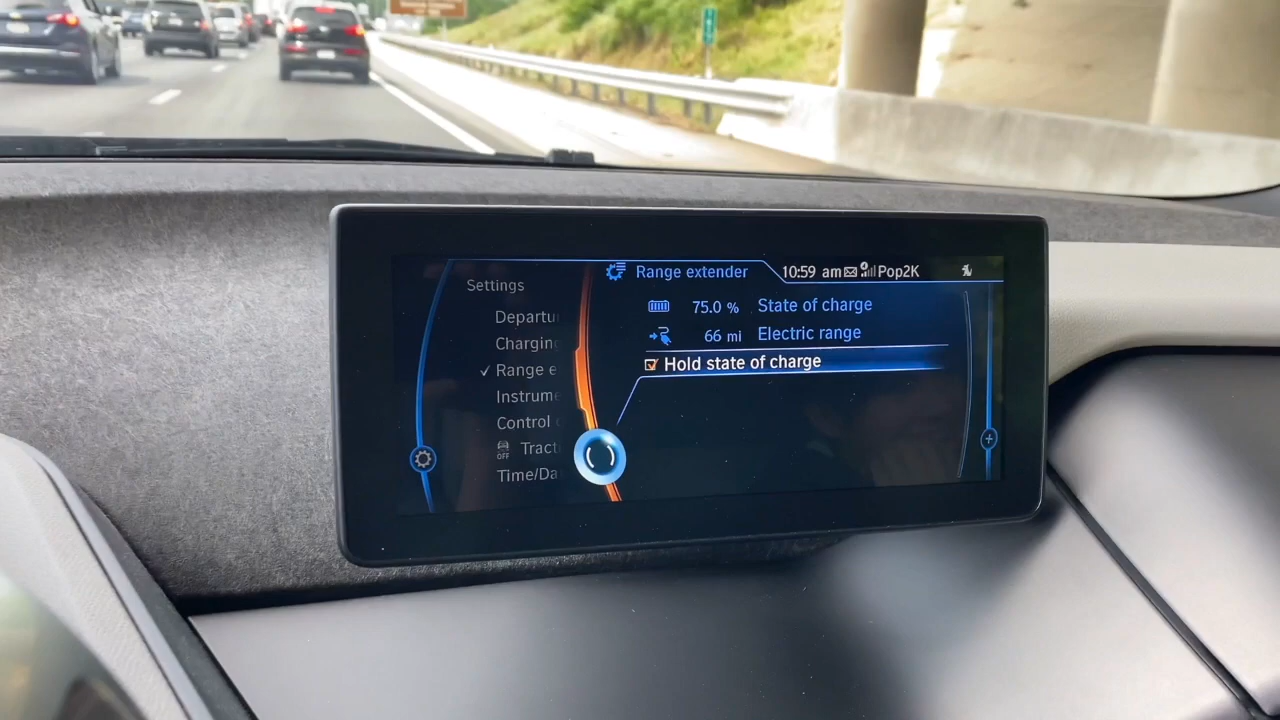 Range extender
10:59 am Pop2K
Settings
75.0 % State of charge
66 mi Electric range
Hold state of charge
Departu
Charging
Range e
Instrume
Control
OFF Tract
Time/Da